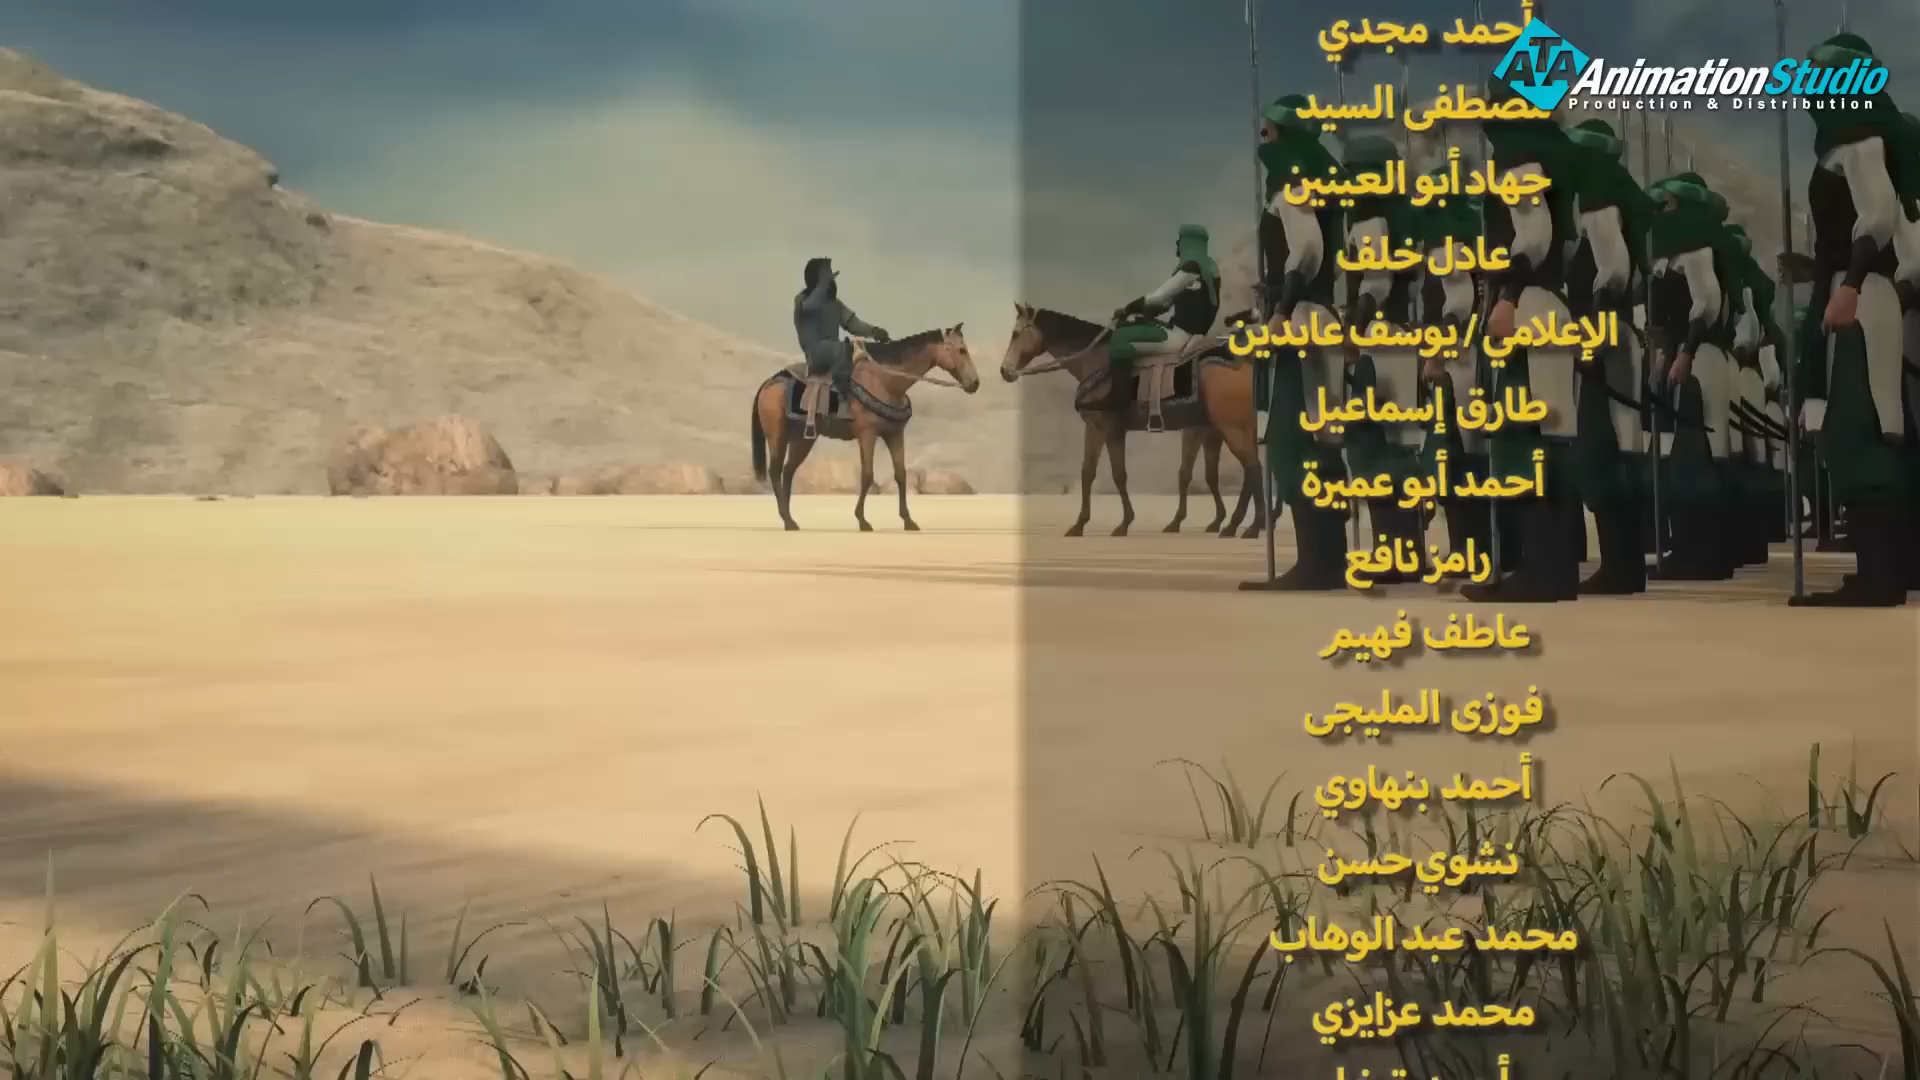 أحمد مجدي
ATA AnimationStudio
Production & Distribution
مصطفى السيد
جهاد أبو العينين
عادل خلف
الإعلامي / يوسف عابدين
طارق إسماعيل
أحمد أبو عميرة
رامز نافع
عاطف فهيم
فوزى المليجى
أحمد بنهاوي
نشوي حسن
محمد عبد الوهاب
محمد عزايزي